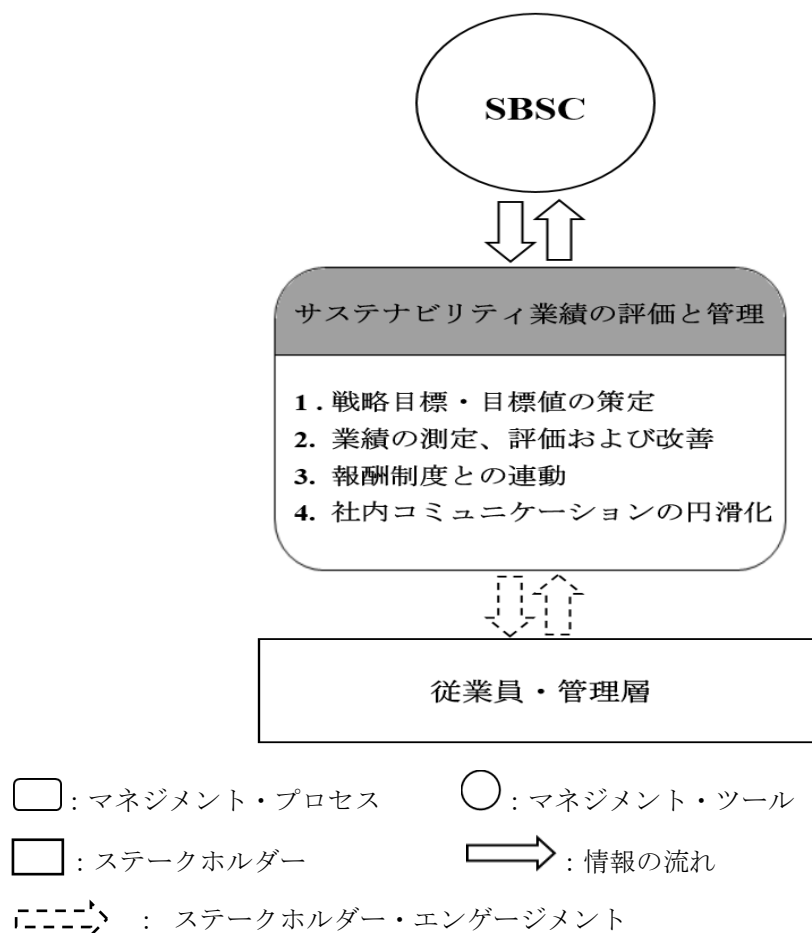 SBSC
サステナビリティ業績の評価と管理
1．戦略目標・目標値の策定
2. 業績の測定、評価および改善
3. 報酬制度との連動
4. 社内コミュニケーションの円滑化
従業員・管理層
：マネジメント・プロセス
：マネジメント・ツール
：ステークホルダー
：情報の流れ
： ステークホルダー・エンゲージメント